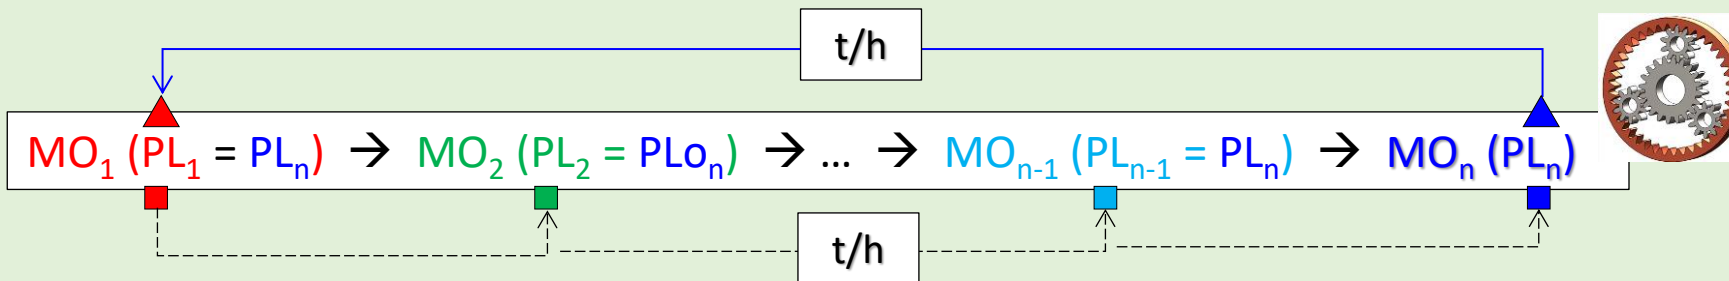 t/h
MO₁ (PL₁ = PLₙ) → MO₂ (PL₂ = PLoₙ) → ... → MOₙ₋₁ (PLₙ₋₁ = PLₙ) → MOₙ (PLₙ)
t/h